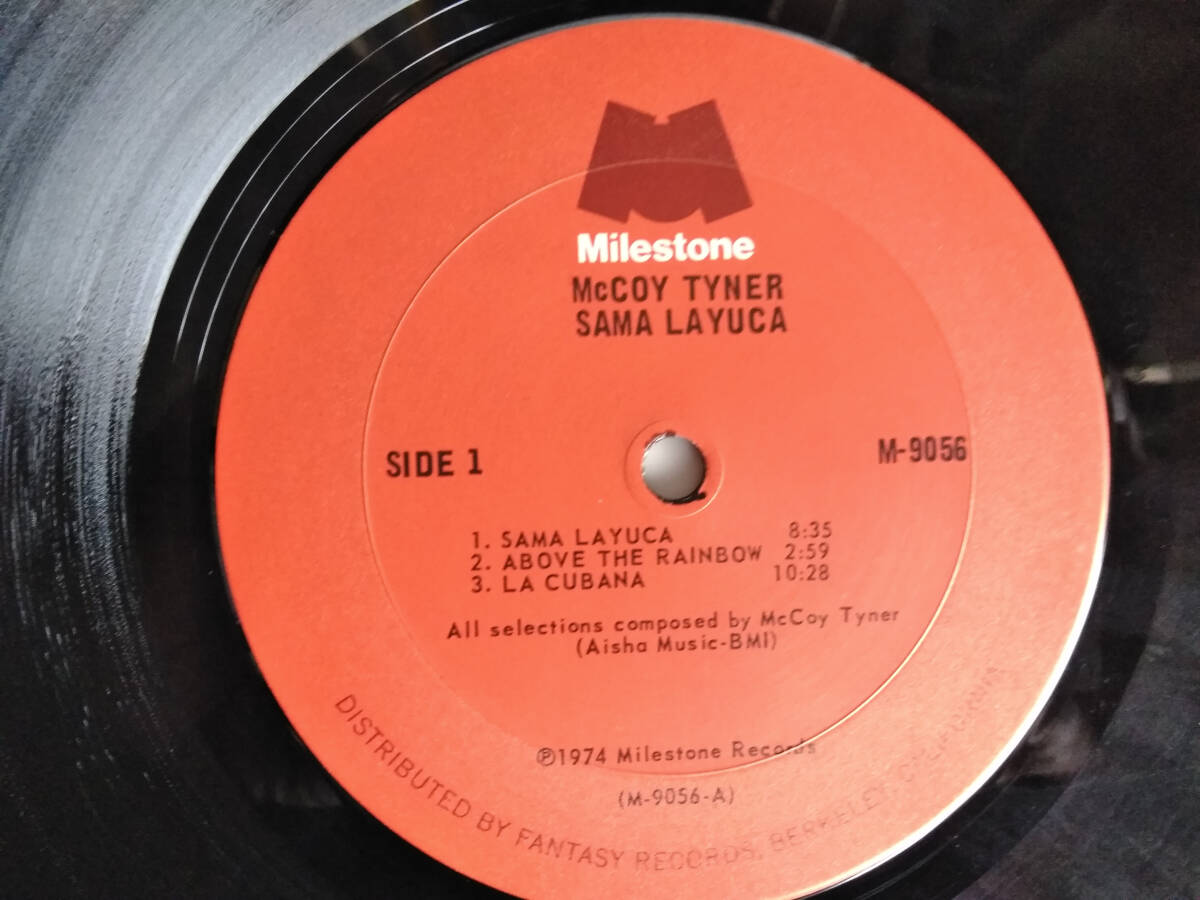 Milestone
McCOY TYNER
SAMA LAYUCA
SIDE 1
M-9056
1. SAMA LAYUCA 8:35
2. ABOVE THE RAINBOW 2:59
3. LA CUBANA 10:28
All selections composed by McCoy Tyner
(Aisha Music-BMI)
℗1974 Milestone Records
(M-9056-A)
DISTRIBUTED BY FANTASY RECORDS, BERKELEY, CALIFORNIA